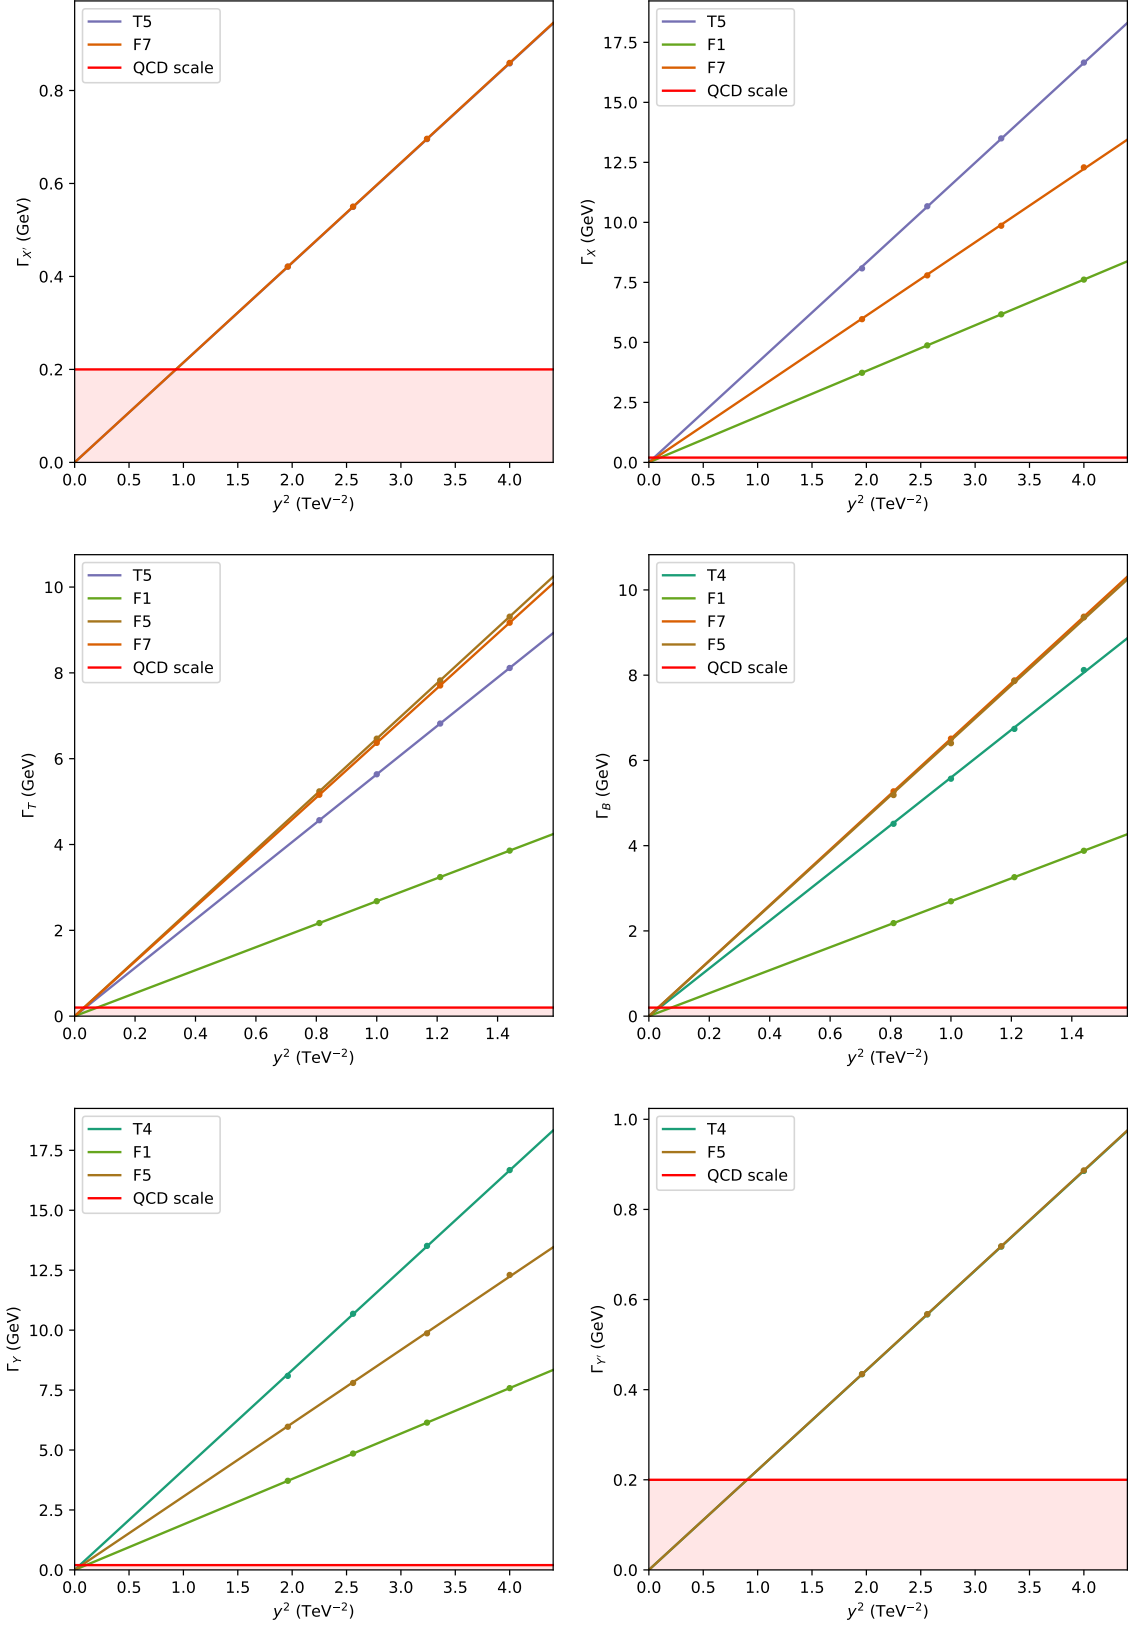 T5
F7
QCD scale
0.8
0.6
0.4
0.2
0.0
Γ_{X'} (GeV)
0.0 0.5 1.0 1.5 2.0 2.5 3.0 3.5 4.0
y² (TeV⁻²)
T5
F1
F7
QCD scale
17.5
15.0
12.5
10.0
7.5
5.0
2.5
0.0
Γ_X (GeV)
0.0 0.5 1.0 1.5 2.0 2.5 3.0 3.5 4.0
y² (TeV⁻²)
T5
F1
F5
F7
QCD scale
10
8
6
4
2
0
Γ_T (GeV)
0.0 0.2 0.4 0.6 0.8 1.0 1.2 1.4
y² (TeV⁻²)
T4
F1
F7
F5
QCD scale
10
8
6
4
2
0
Γ_B (GeV)
0.0 0.2 0.4 0.6 0.8 1.0 1.2 1.4
y² (TeV⁻²)
T4
F1
F5
QCD scale
17.5
15.0
12.5
10.0
7.5
5.0
2.5
0.0
Γ_Y (GeV)
0.0 0.5 1.0 1.5 2.0 2.5 3.0 3.5 4.0
y² (TeV⁻²)
T4
F5
QCD scale
1.0
0.8
0.6
0.4
0.2
0.0
Γ_{Y'} (GeV)
0.0 0.5 1.0 1.5 2.0 2.5 3.0 3.5 4.0
y² (TeV⁻²)